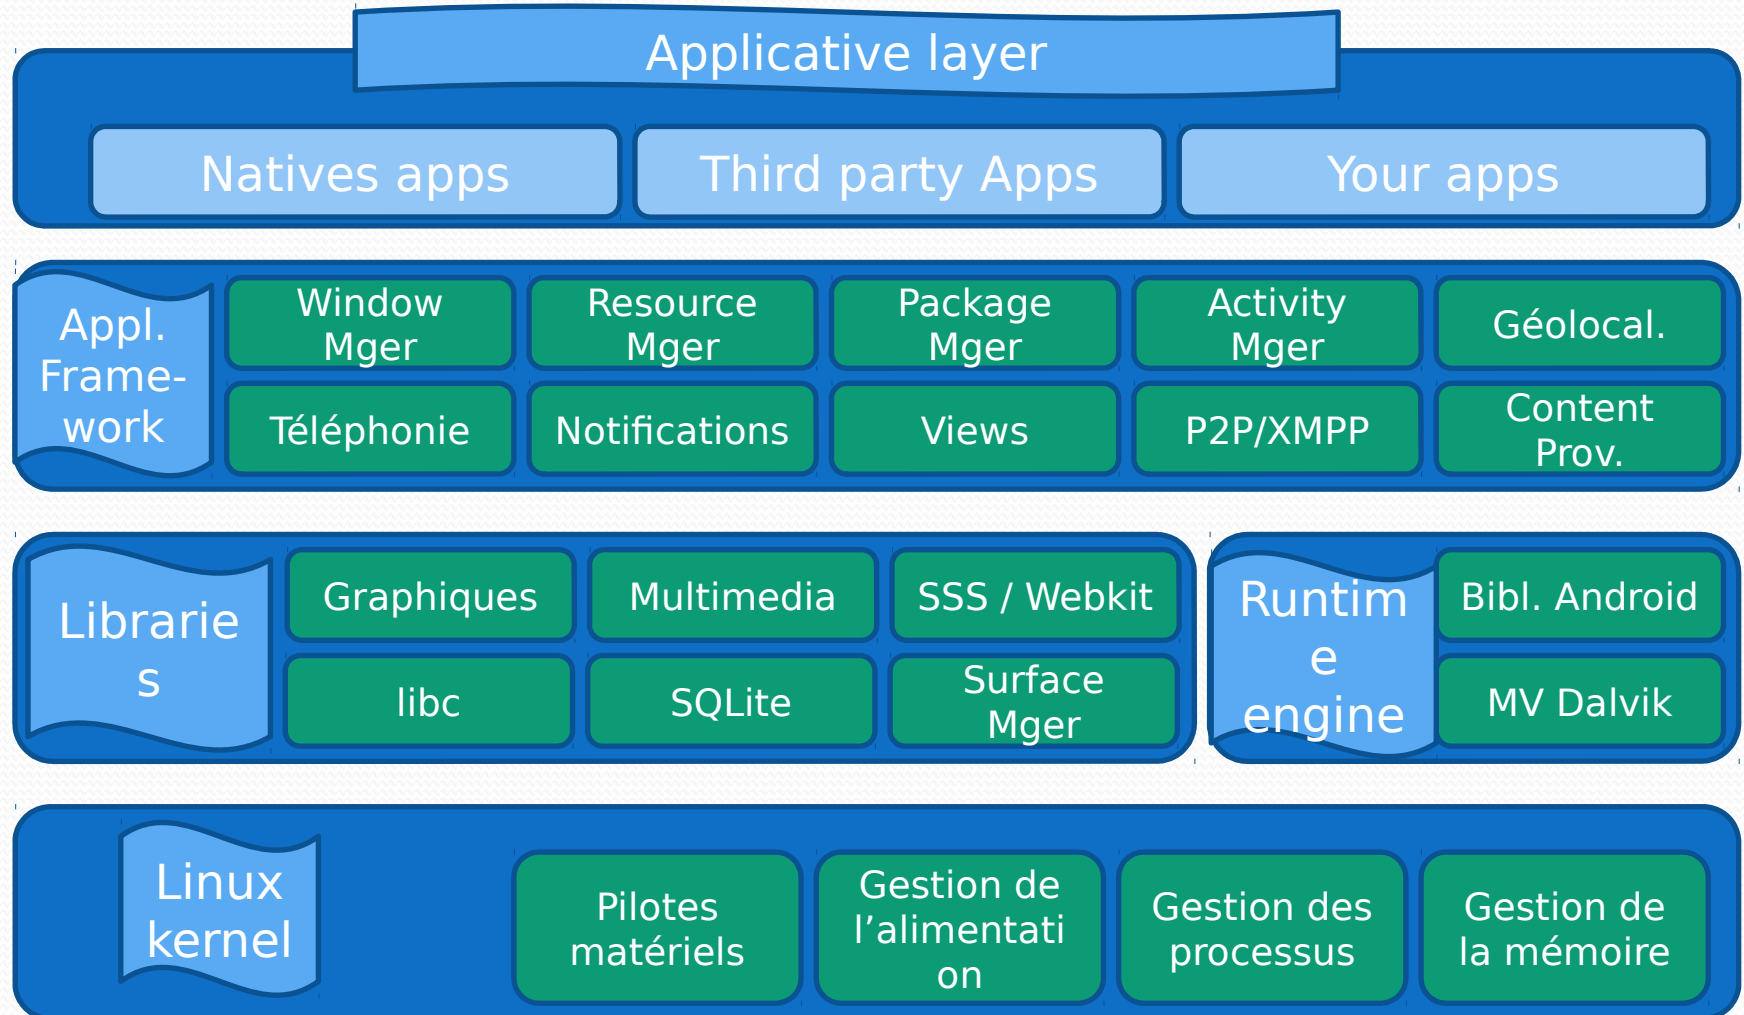 Applicative layer
Natives apps
Third party Apps
Your apps
Appl.
Frame-
work
Window
Mger
Resource
Mger
Package
Mger
Activity
Mger
Géolocal.
Téléphonie
Notifications
Views
P2P/XMPP
Content
Prov.
Librarie
s
Graphiques
Multimedia
SSS / Webkit
libc
SQLite
Surface
Mger
Runtim
e
engine
Bibl. Android
MV Dalvik
Linux
kernel
Pilotes
matériels
Gestion de
l’alimentati
on
Gestion des
processus
Gestion de
la mémoire